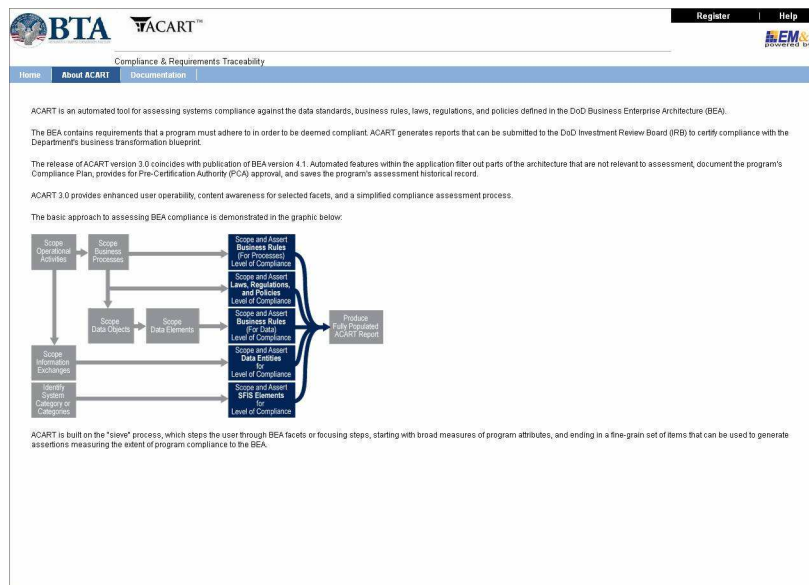 Register | Help
BTA
TACART™
EM&
powered by
Compliance & Requirements Traceability
Home About ACART Documentation
ACART is an automated tool for assessing systems compliance against the data standards, business rules, laws, regulations, and policies defined in the DoD Business Enterprise Architecture (BEA).
The BEA contains requirements that a program must adhere to in order to be deemed compliant. ACART generates reports that can be submitted to the DoD Investment Review Board (IRB) to certify compliance with the
Department's business transformation blueprint.
The release of ACART version 3.0 coincides with publication of BEA version 4.1. Automated features within the application filter out parts of the architecture that are not relevant to assessment, document the program's
Compliance Plan, provides for Pre-Certification Authority (PCA) approval, and saves the program's assessment historical record.
ACART 3.0 provides enhanced user operability, content awareness for selected facets, and a simplified compliance assessment process.
The basic approach to assessing BEA compliance is demonstrated in the graphic below:
Scope
Operational
Activities
Scope
Business
Processes
Scope and Assert
Business Rules
(For Processes)
Level of Compliance
Scope and Assert
Laws, Regulations,
and Policies
Level of Compliance
Scope
Data Objects
Scope
Data Elements
Scope and Assert
Business Rules
(For Data)
Level of Compliance
Produce
Fully Populated
ACART Report
Scope
Information
Exchanges
Scope and Assert
Data Entities
for
Level of Compliance
Identify
System
Category or
Categories
Scope and Assert
SFIS Elements
for
Level of Compliance
ACART is built on the "sieve" process, which steps the user through BEA facets or focusing steps, starting with broad measures of program attributes, and ending in a fine-grain set of items that can be used to generate
assertions measuring the extent of program compliance to the BEA.